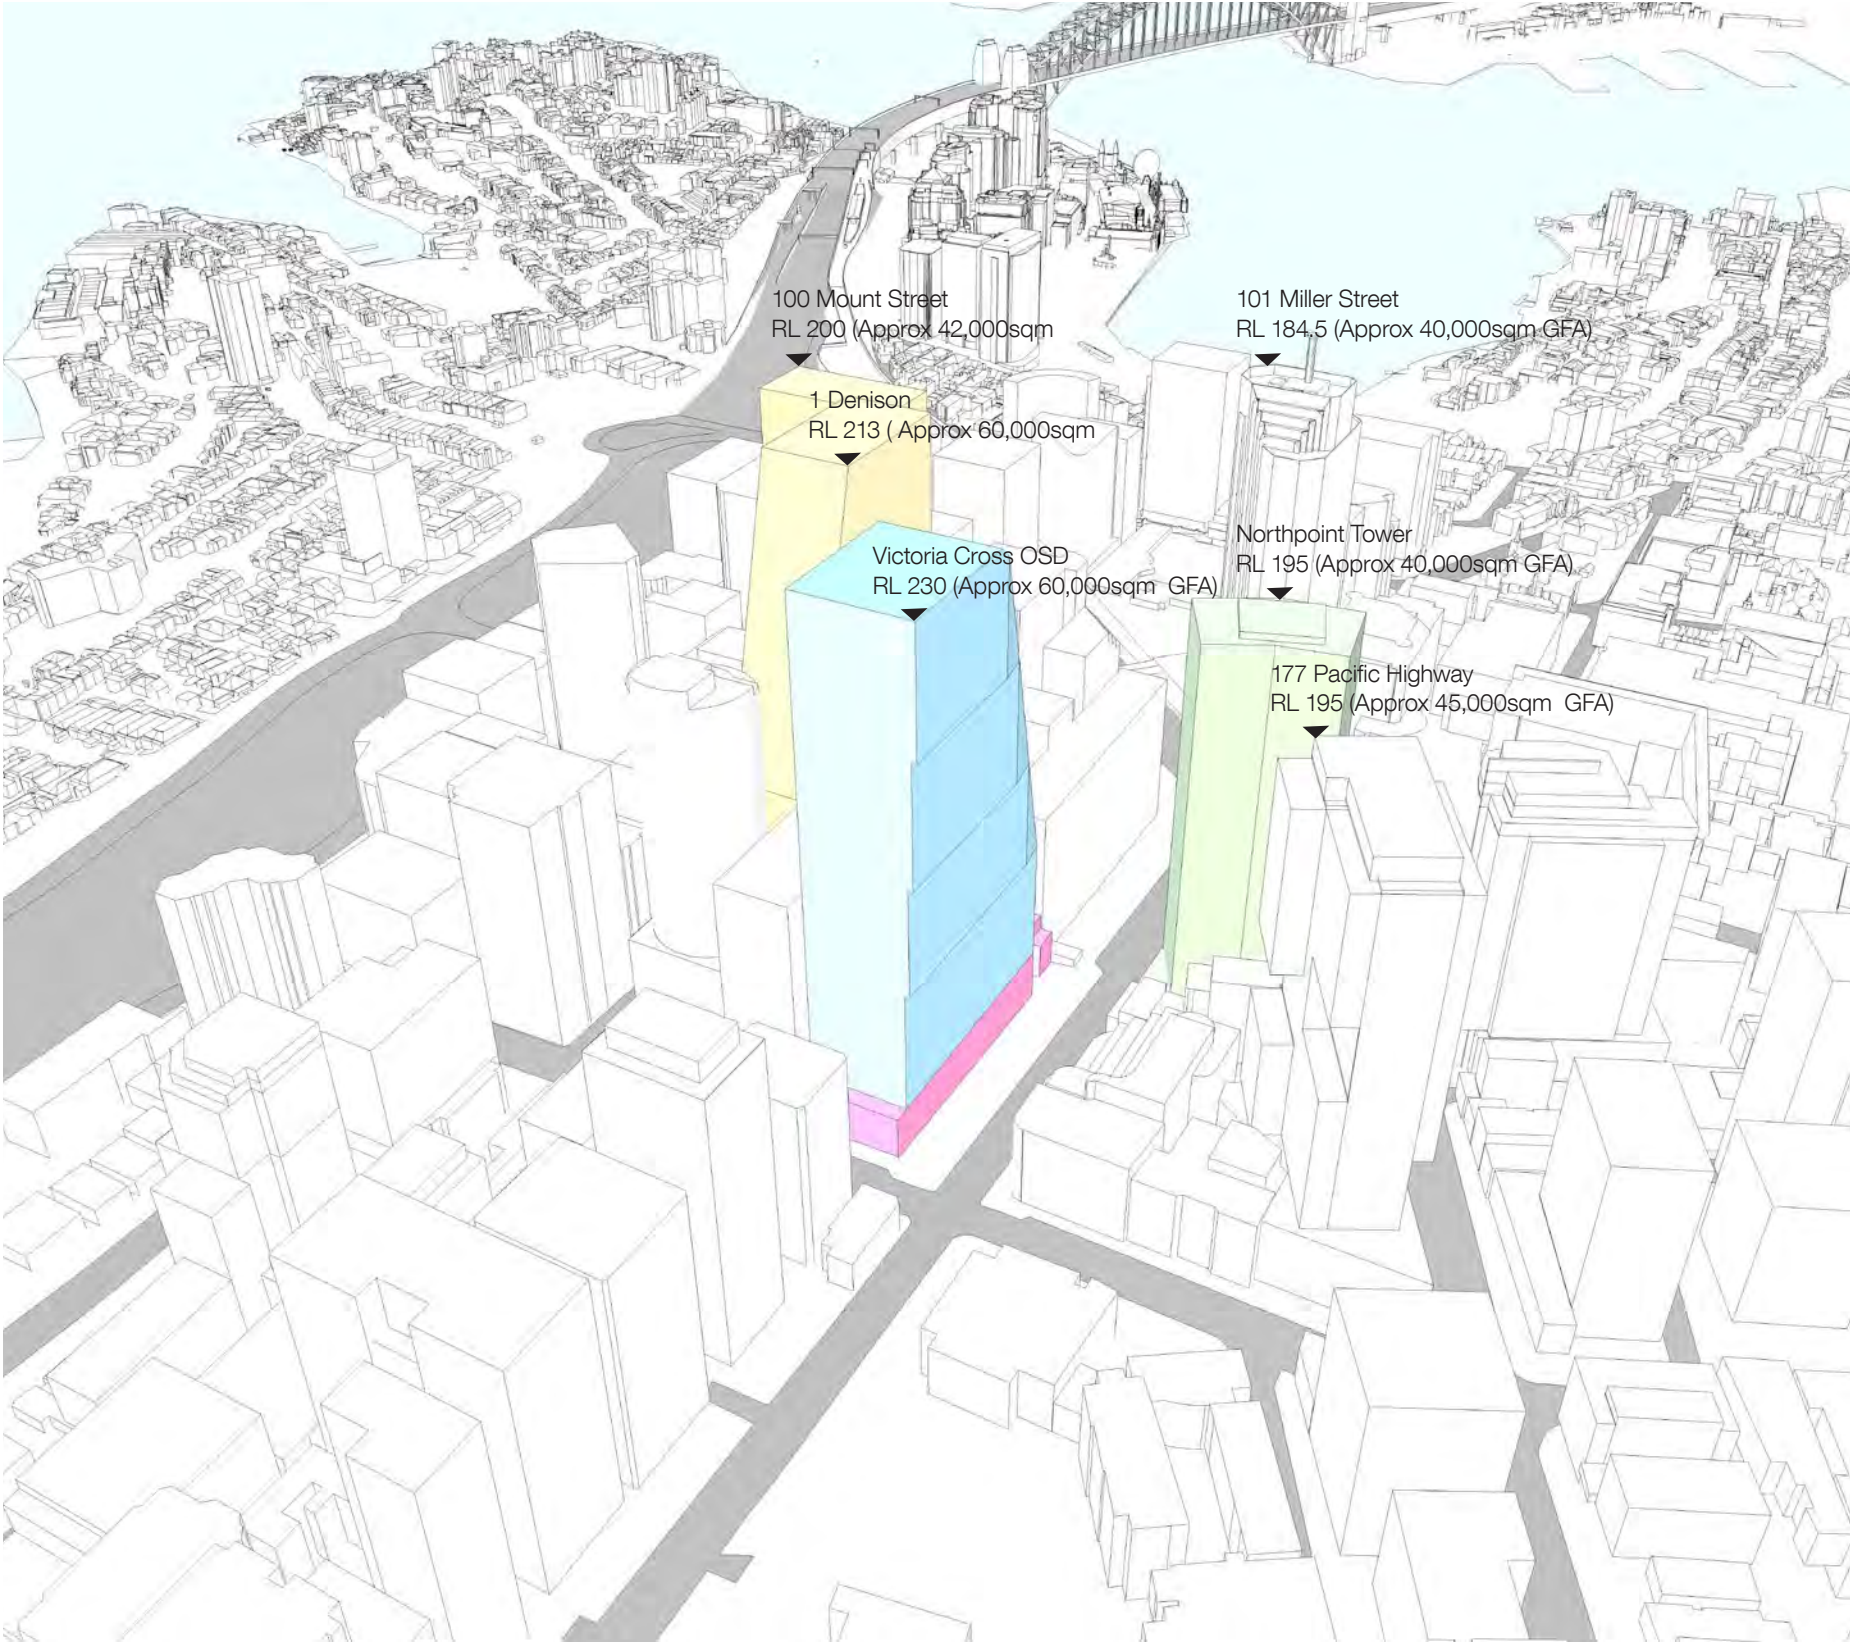 100 Mount Street
RL 200 (Approx 42,000sqm
101 Miller Street
RL 184.5 (Approx 40,000sqm GFA)
1 Denison
RL 213 ( Approx 60,000sqm
Victoria Cross OSD
RL 230 (Approx 60,000sqm GFA)
Northpoint Tower
RL 195 (Approx 40,000sqm GFA)
177 Pacific Highway
RL 195 (Approx 45,000sqm GFA)